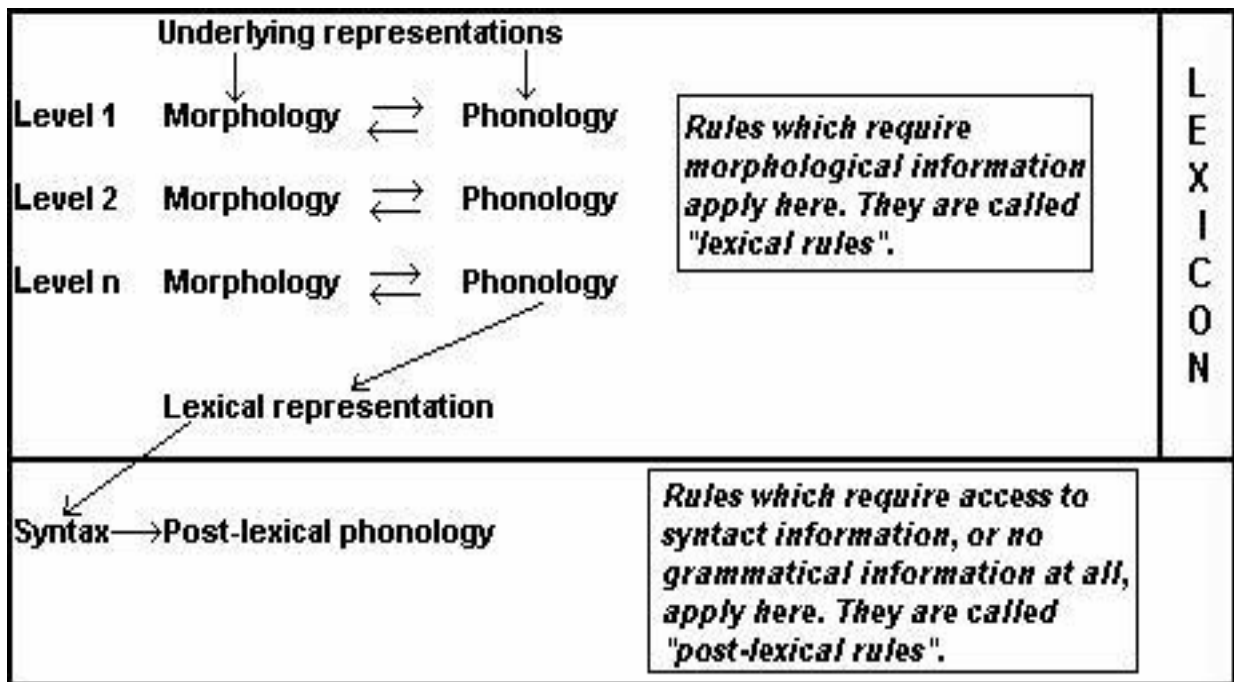 Underlying representations
Level 1 Morphology Phonology
Rules which require
morphological information
apply here. They are called
"lexical rules".
Level 2 Morphology Phonology
Level n Morphology Phonology
Lexical representation
LEXICON
Syntax Post-lexical phonology
Rules which require access to
syntact information, or no
grammatical information at all,
apply here. They are called
"post-lexical rules".